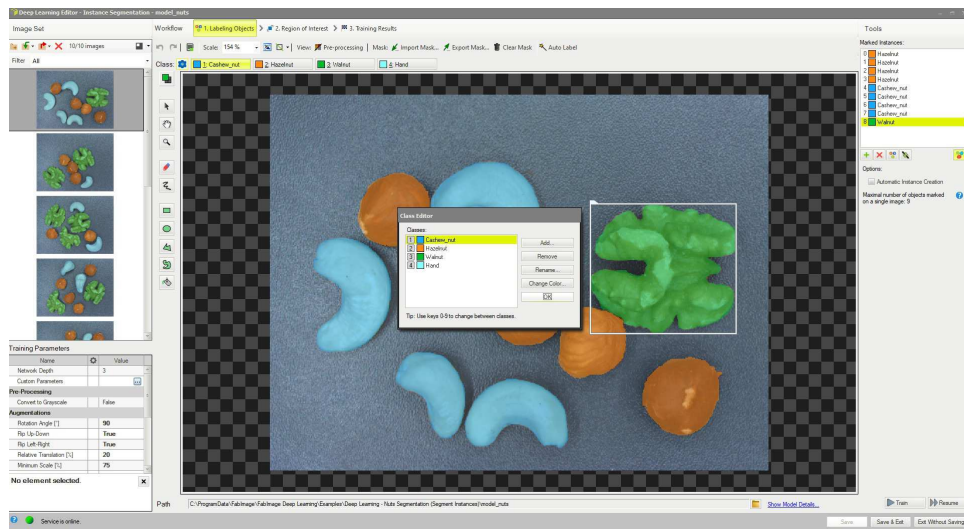 Deep Learning Editor - Instance Segmentation - model_nuts
Image Set
Workflow
1. Labeling Objects
2. Region of Interest
3. Training Results
Tools
10/10 images
Scale: 154 %
View:
Pre-processing
Mask:
Import Mask...
Export Mask...
Clear Mask
Auto Label
Marked Instances:
Filter All
Class:
1: Cashew_nut
2: Hazelnut
3: Walnut
4: Hand
0 Hazelnut
1 Hazelnut
2 Hazelnut
3 Hazelnut
4 Cashew_nut
5 Cashew_nut
6 Cashew_nut
7 Cashew_nut
8 Walnut
Options:
Automatic Instance Creation
Maximal number of objects marked
on a single image: 9
Class Editor
Classes:
1 Cashew_nut
2 Hazelnut
3 Walnut
4 Hand
Add...
Remove
Rename...
Change Color...
OK
Tip: Use keys 0-9 to change between classes.
Training Parameters
Name Value
Network Depth 3
Custom Parameters
Pre-Processing
Convert to Grayscale False
Augmentations
Rotation Angle [°] 90
Flip Up-Down True
Flip Left-Right True
Relative Translation [%] 20
Minimum Scale [%] 75
No element selected.
Path C:\ProgramData\FabImage\FabImage Deep Learning\Examples\Deep Learning - Nuts Segmentation (Segment Instances)\model_nuts
Show Model Details...
Train
Resume
Service is online.
Save
Save & Exit
Exit Without Saving